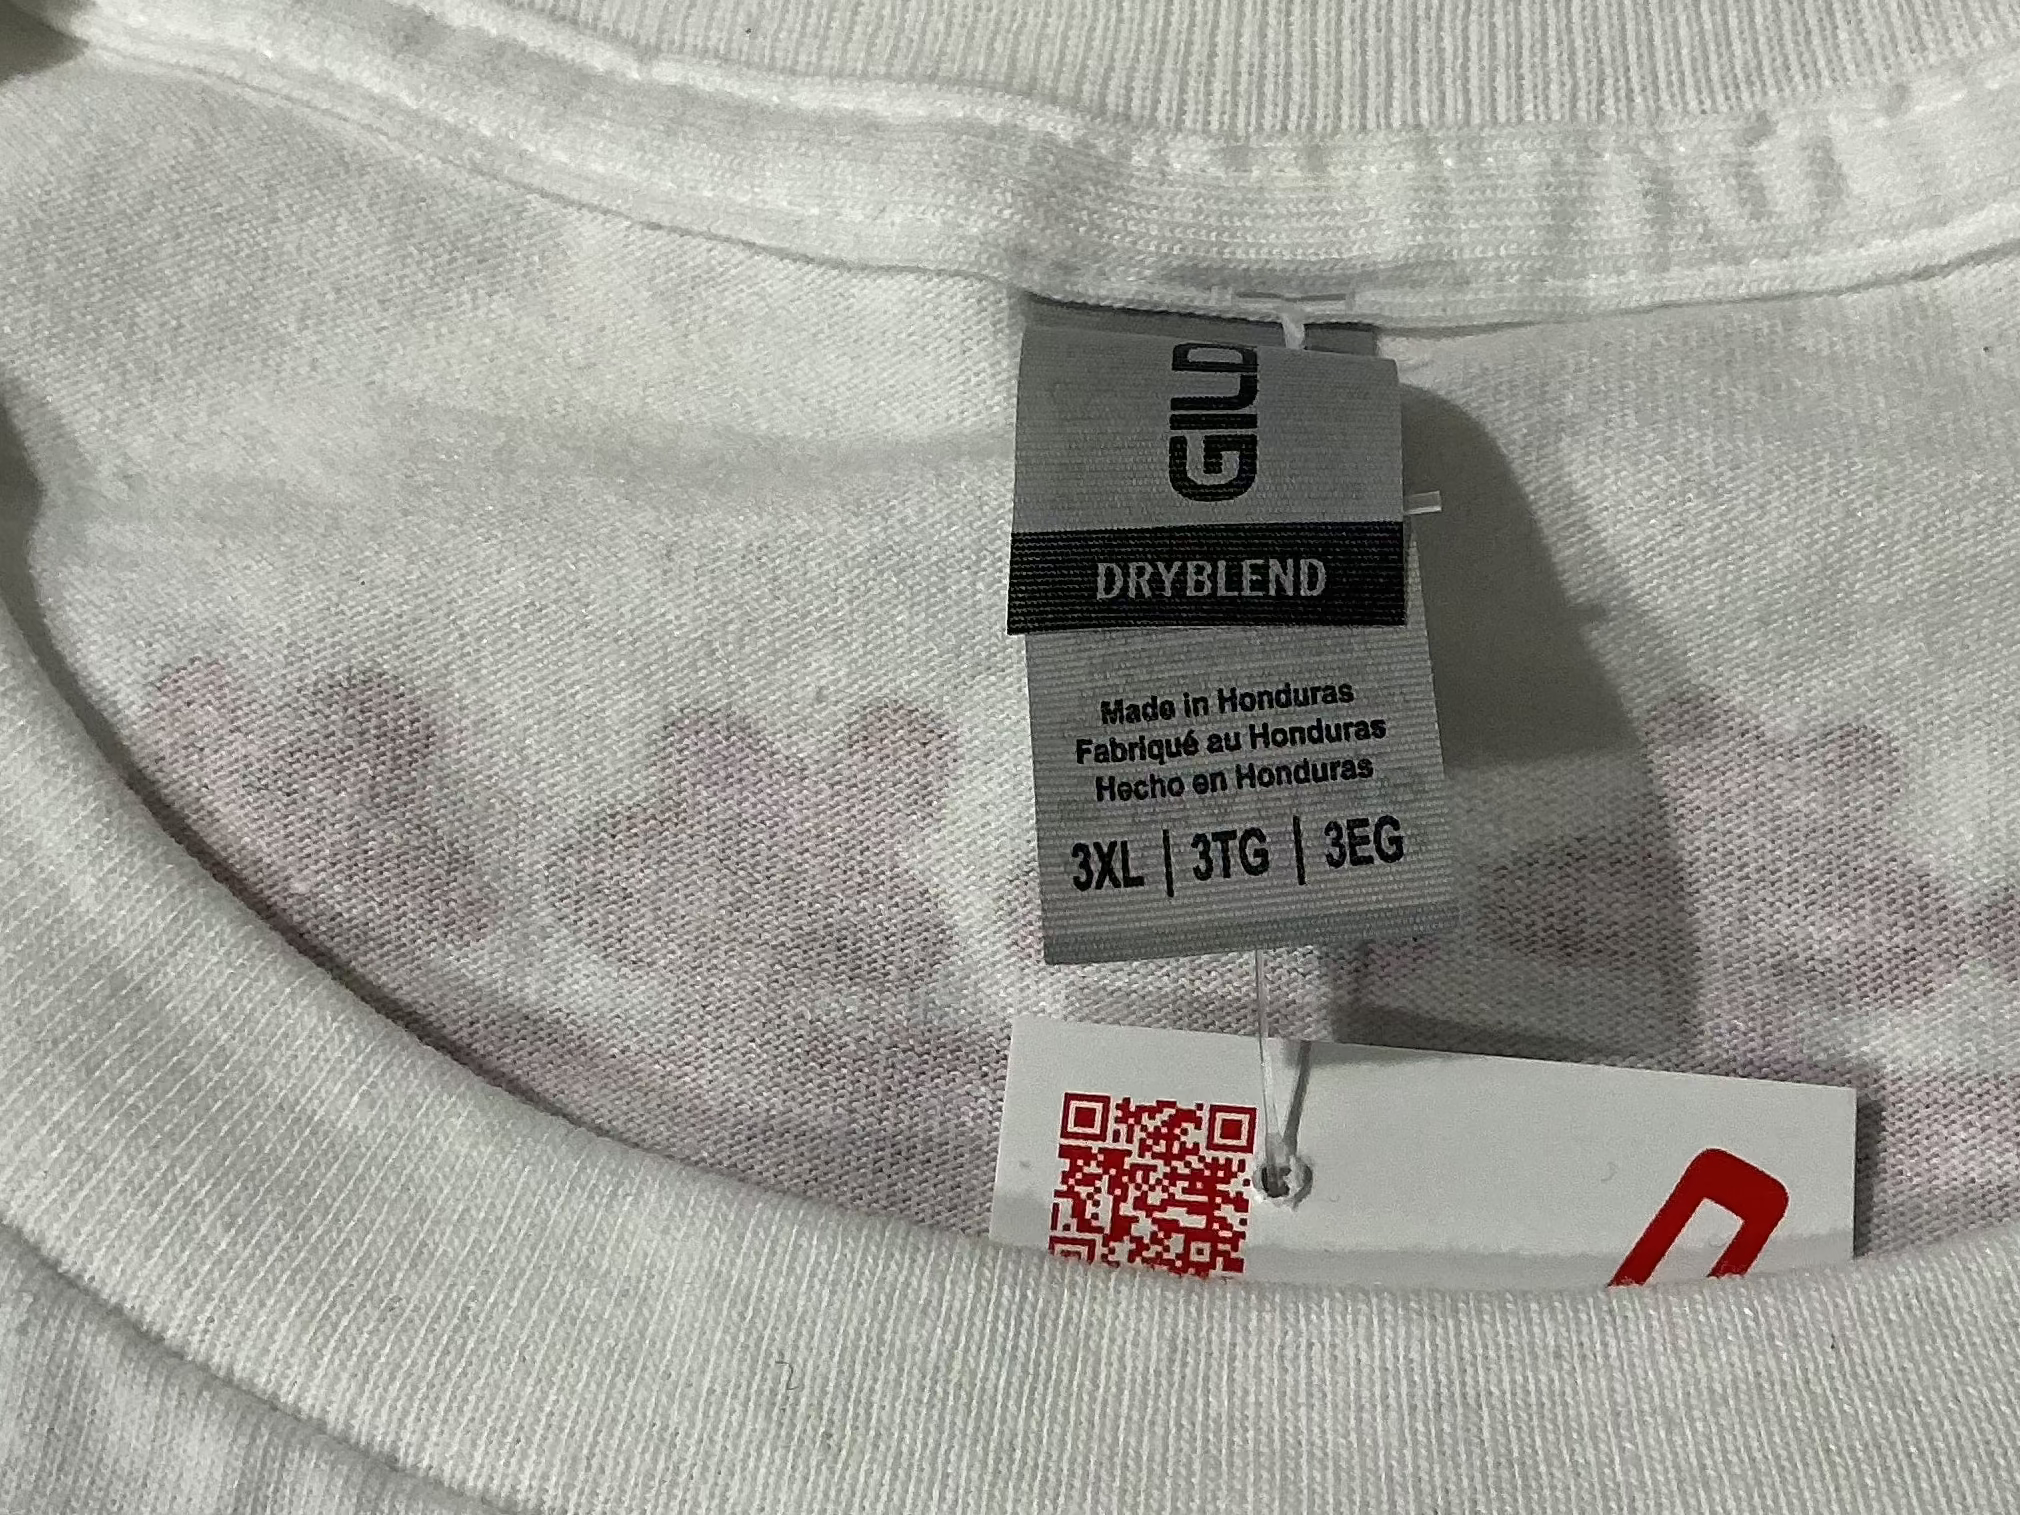 GILD
DRYBLEND
Made in Honduras
Fabriqué au Honduras
Hecho en Honduras
3XL | 3TG | 3EG